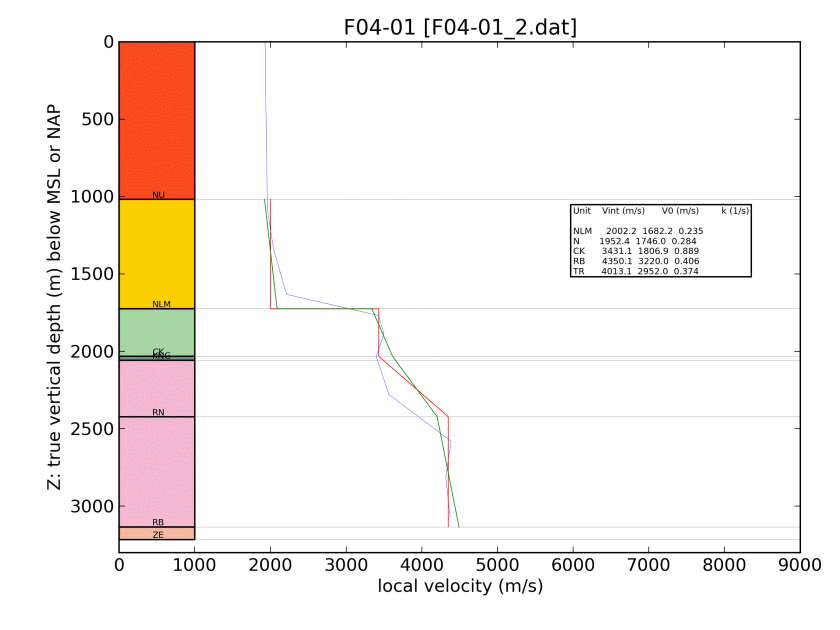 F04-01 [F04-01_2.dat]
Z: true vertical depth (m) below MSL or NAP
0
500
1000
1500
2000
2500
3000
NU
NLM
CK
RN
RB
ZE
Unit Vint (m/s) V0 (m/s) k (1/s)
NLM 2002.2 1682.2 0.235
N 1952.4 1746.0 0.284
CK 3431.1 1806.9 0.889
RB 4350.1 3220.0 0.406
TR 4013.1 2952.0 0.374
0 1000 2000 3000 4000 5000 6000 7000 8000 9000
local velocity (m/s)